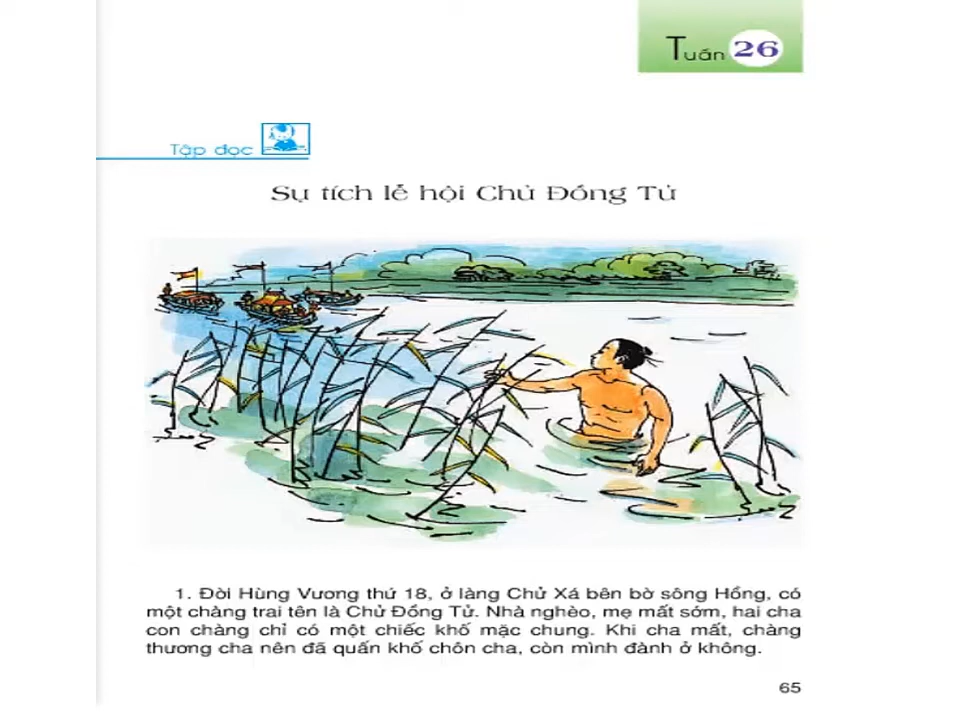 Tuần 26
Tập đọc
Sự tích lễ hội Chử Đồng Tử
1. Đời Hùng Vương thứ 18, ở làng Chử Xá bên bờ sông Hồng, có
một chàng trai tên là Chử Đồng Tử. Nhà nghèo, mẹ mất sớm, hai cha
con chàng chỉ có một chiếc khố mặc chung. Khi cha mất, chàng
thương cha nên đã quấn khố chôn cha, còn mình đành ở không.
65